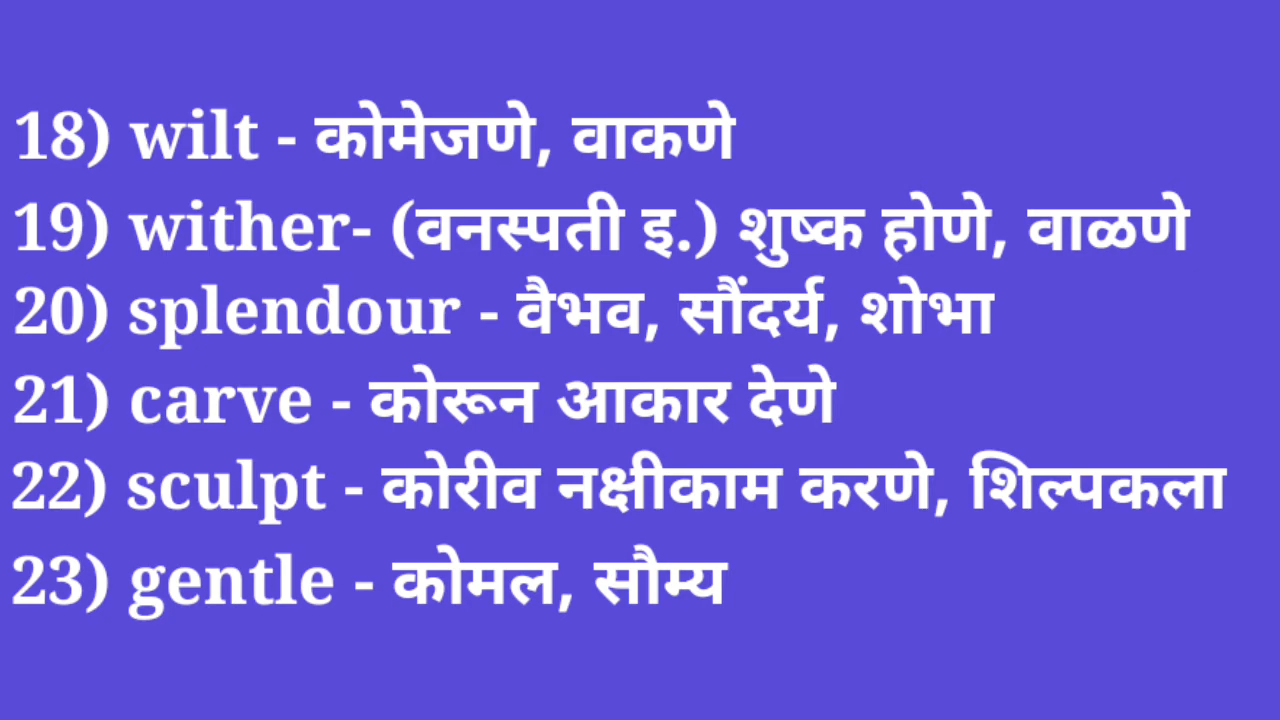 18) wilt - कोमेजणे, वाकणे
19) wither- (वनस्पती इ.) शुष्क होणे, वाळणे
20) splendour - वैभव, सौंदर्य, शोभा
21) carve - कोरून आकार देणे
22) sculpt - कोरीव नक्षीकाम करणे, शिल्पकला
23) gentle - कोमल, सौम्य